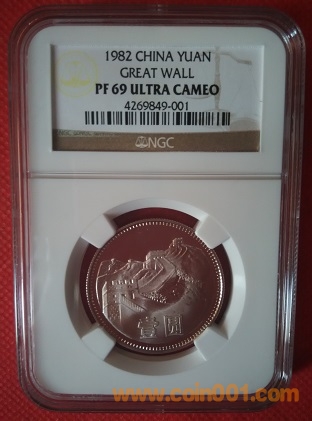 1982 CHINA YUAN
GREAT WALL
PF 69 ULTRA CAMEO
4269849-001
NGC
壹圆
www.coin001.com